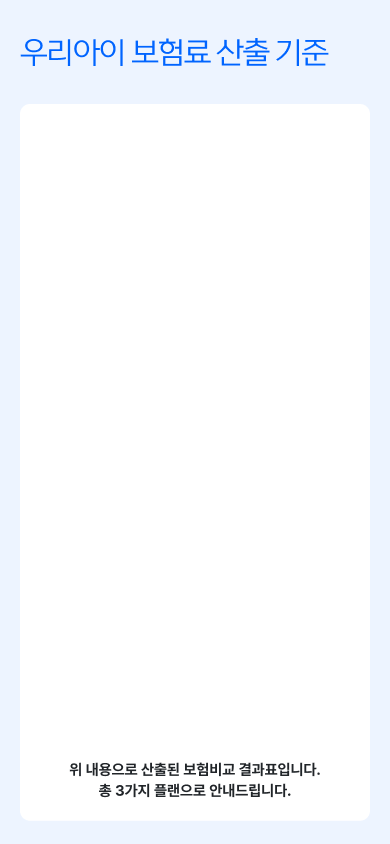 우리아이 보험료 산출 기준
위 내용으로 산출된 보험비교 결과표입니다.
총 3가지 플랜으로 안내드립니다.